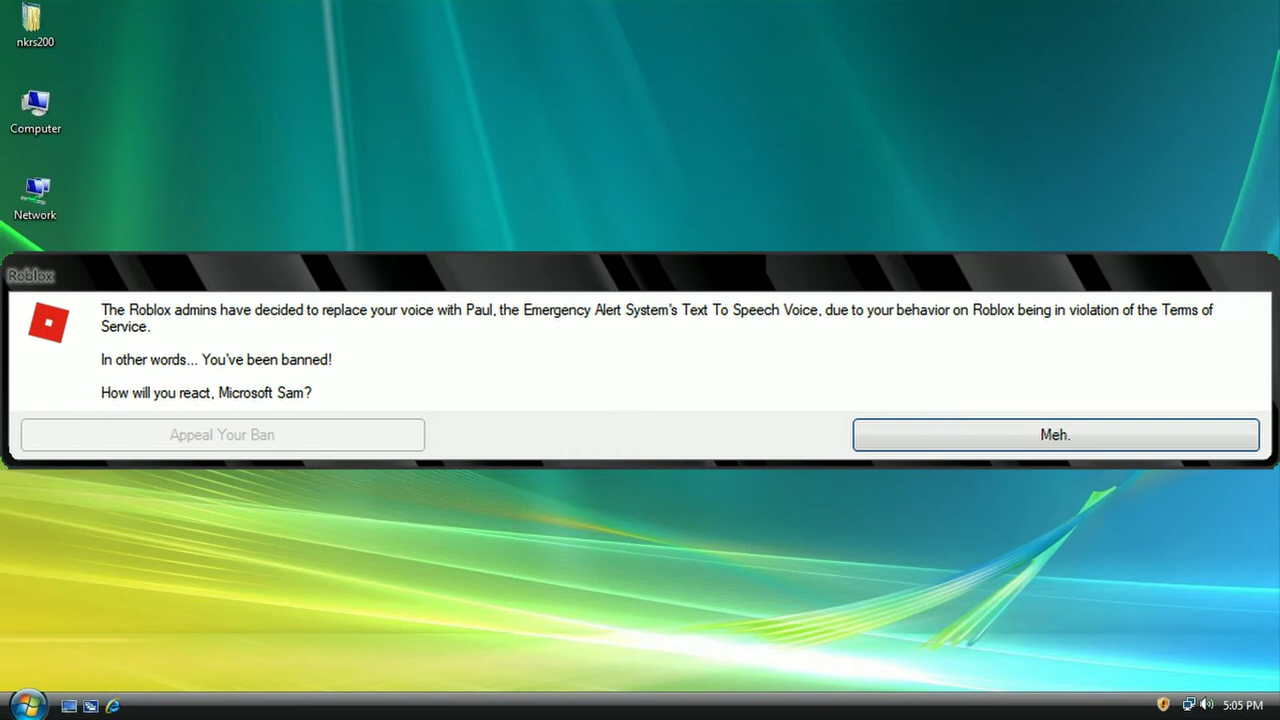 nkrs200
Computer
Network
Roblox
The Roblox admins have decided to replace your voice with Paul, the Emergency Alert System's Text To Speech Voice, due to your behavior on Roblox being in violation of the Terms of
Service.
In other words... You've been banned!
How will you react, Microsoft Sam?
Appeal Your Ban
Meh.
5:05 PM